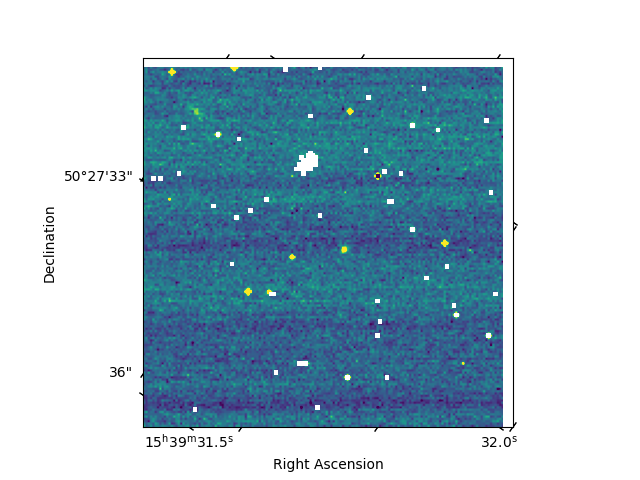 50°27'33"
Declination
36"
15ʰ39ᵐ31.5ˢ
32.0ˢ
Right Ascension